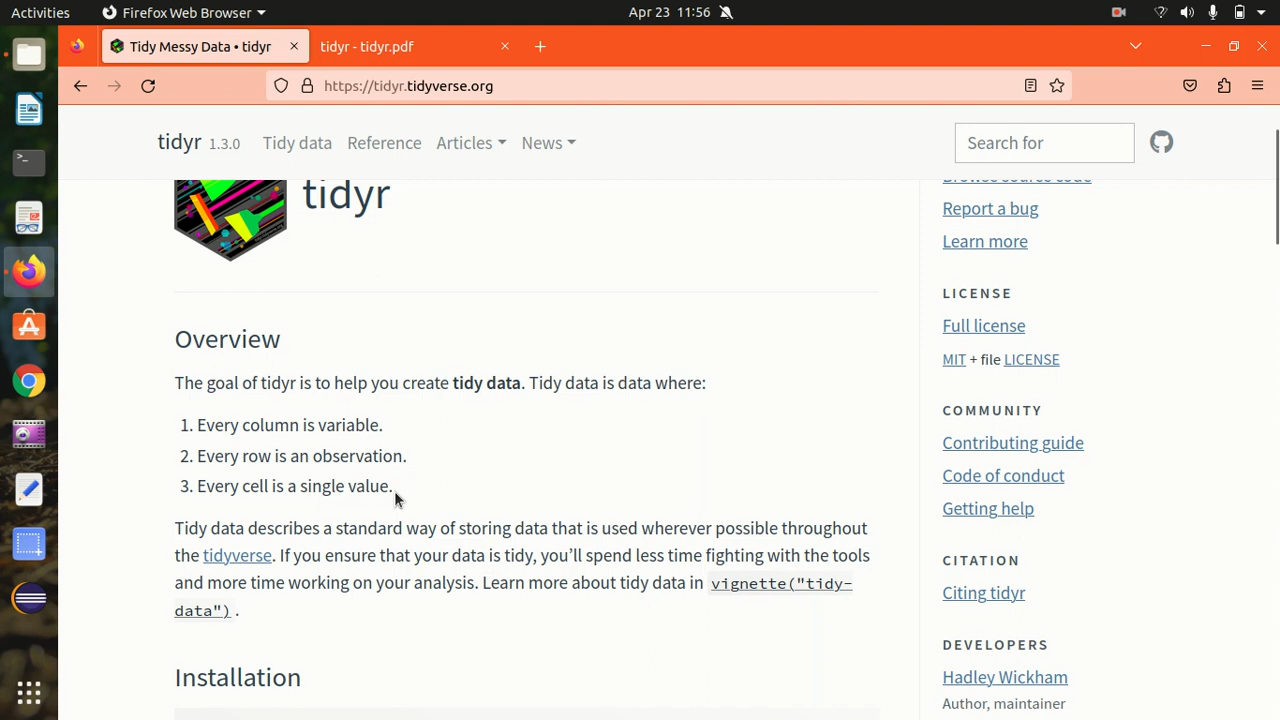 Activities Firefox Web Browser Apr 23 11:56
Tidy Messy Data • tidyr tidyr - tidyr.pdf
https://tidyr.tidyverse.org
tidyr 1.3.0 Tidy data Reference Articles News Search for
tidyr
Overview
The goal of tidyr is to help you create tidy data. Tidy data is data where:
1. Every column is variable.
2. Every row is an observation.
3. Every cell is a single value.
Tidy data describes a standard way of storing data that is used wherever possible throughout
the tidyverse. If you ensure that your data is tidy, you’ll spend less time fighting with the tools
and more time working on your analysis. Learn more about tidy data in vignette("tidy-
data") .
Installation
Browse source code
Report a bug
Learn more
LICENSE
Full license
MIT + file LICENSE
COMMUNITY
Contributing guide
Code of conduct
Getting help
CITATION
Citing tidyr
DEVELOPERS
Hadley Wickham
Author, maintainer